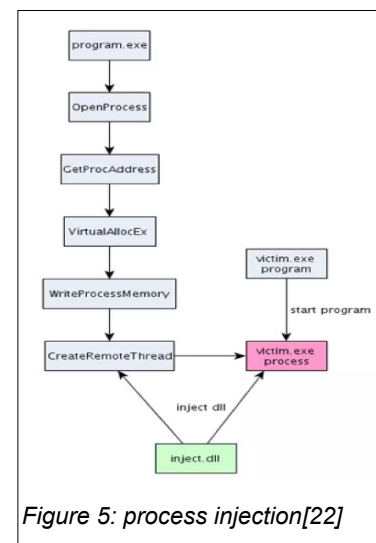 program.exe
OpenProcess
GetProcAddress
VirtualAllocEx
WriteProcessMemory
CreateRemoteThread
victim.exe
program
start program
victim.exe
process
inject dll
inject.dll
Figure 5: process injection[22]